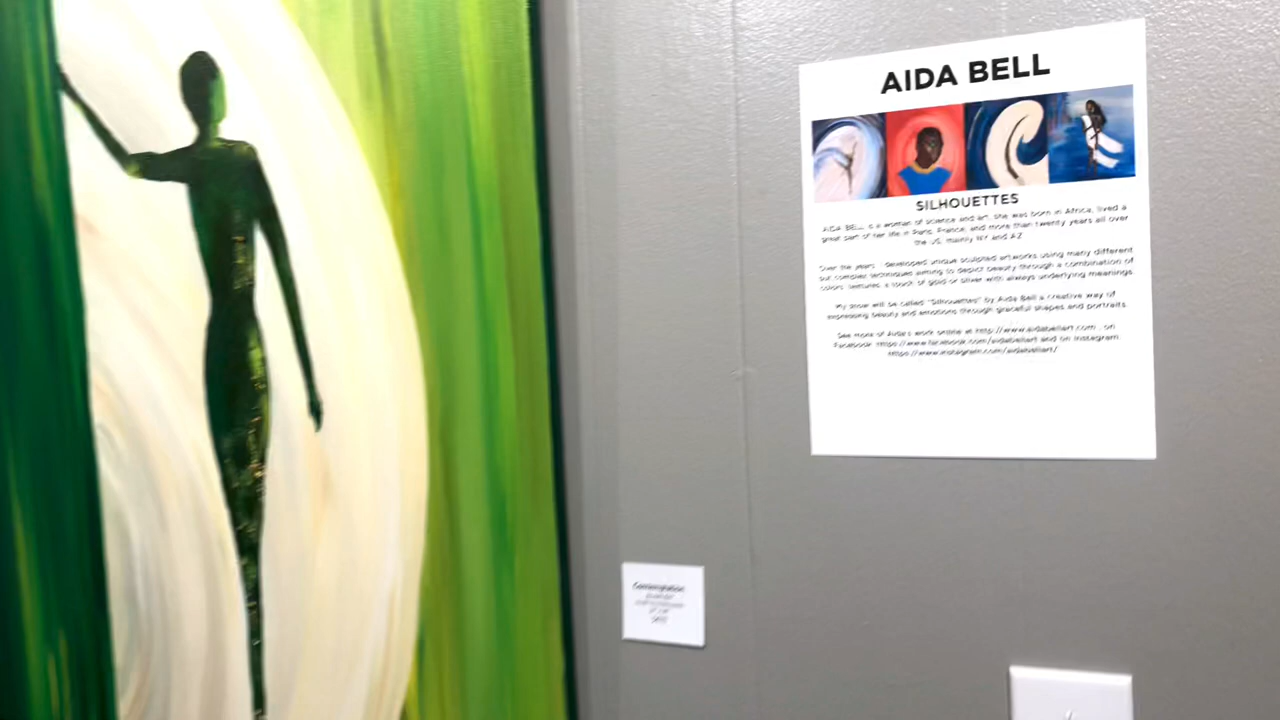 AIDA BELL
SILHOUETTES
AIDA BELL is a woman of science and art, she was born in Africa, lived a
great part of her life in Paris, France, and more than twenty years all over
the US, mainly NY and AZ
Over the years I developed unique sculpted artworks using many different
but complex techniques aiming to depict beauty through a combination of
colors, textures, a touch of gold or silver with always underlying meanings
My show will be called "Silhouettes" by Aida Bell a creative way of
expressing beauty and emotions through graceful shapes and portraits.
See more of Aida's work online at http://www.aidabellart.com , on
Facebook: https://www.facebook.com/aidabellart and on Instagram:
https://www.instagram.com/aidabellart/
Contemplation